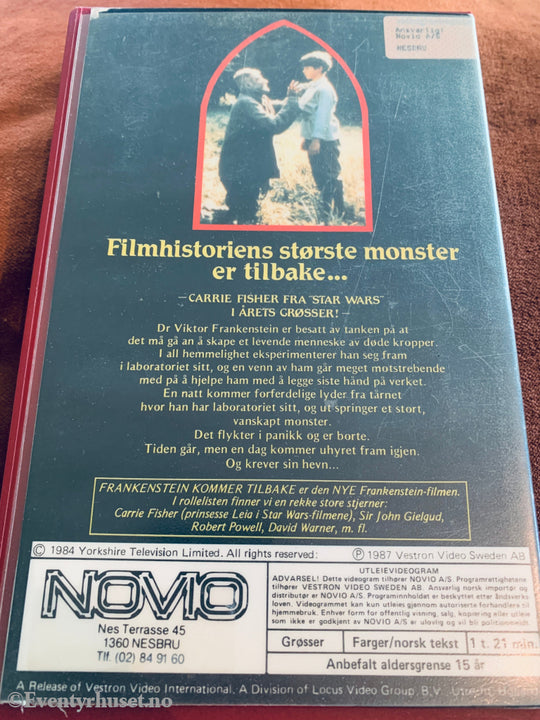 Ansvarlig:
Novio A/S
NESBRU
Filmhistoriens største monster
er tilbake...
—CARRIE FISHER FRA "STAR WARS"
I ÅRETS GRØSSER!—
Dr Viktor Frankenstein er besatt av tanken på at
det må gå an å skape et levende menneske av døde kropper.
I all hemmelighet eksperimenterer han seg fram
i laboratoriet sitt, og en venn av ham går meget motstrebende
med på å hjelpe ham med å legge siste hånd på verket.
En natt kommer forferdelige lyder fra tårnet
hvor han har laboratoriet sitt, og ut springer et stort,
vanskapt monster.
Det flykter i panikk og er borte.
Tiden går, men en dag kommer uhyret fram igjen.
Og krever sin hevn...
FRANKENSTEIN KOMMER TILBAKE er den NYE Frankenstein-filmen.
I rollelisten finner vi en rekke store stjerner:
Carrie Fisher (prinsesse Leia i Star Wars-filmene), Sir John Gielgud,
Robert Powell, David Warner, m. fl.
© 1984 Yorkshire Television Limited. All rights reserved: ℗ 1987 Vestron Video Sweden AB
NOVIO
Nes Terrasse 45
1360 NESBRU
Tlf. (02) 84 91 60
UTLEIEVIDEOGRAM
ADVARSEL! Dette videogram tilhører NOVIO A/S. Programrettighetene
tilhører VESTRON VIDEO SWEDEN AB. Ansvarlig norsk importør og
distributør er NOVIO A/S. Programinnholdet er beskyttet etter åndsverks
loven. Videogrammet kan kun utleies gjennom autoriserte forhandlere til
hjemmebruk. Enhver form for offentlig visning, salg, kopiering eller utleie
som ikke er godkjent av NOVIO A/S er ulovlig og vil bli politianmeldt.
Grøsser Farger/norsk tekst 1 t. 21 min.
Anbefalt aldersgrense 15 år
A Release of Vestron Video International. A Division of Locus Video Group, B.V., Utrecht, Holland
© Eventyrhuset.no